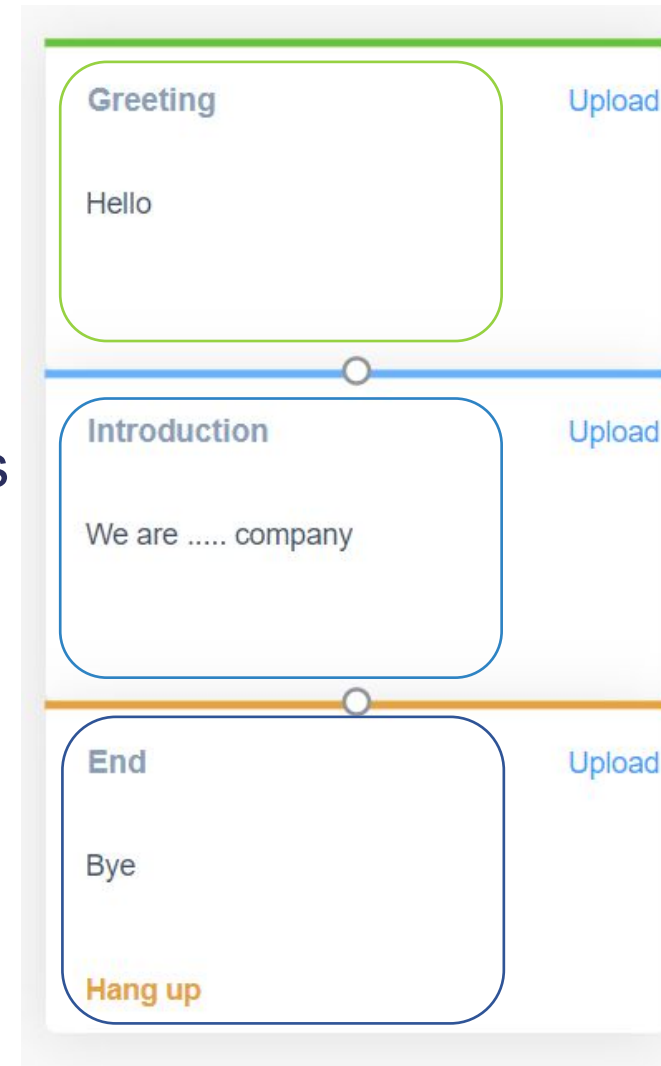 Greeting Upload
Hello
Introduction Upload
s
We are ..... company
End Upload
Bye
Hang up